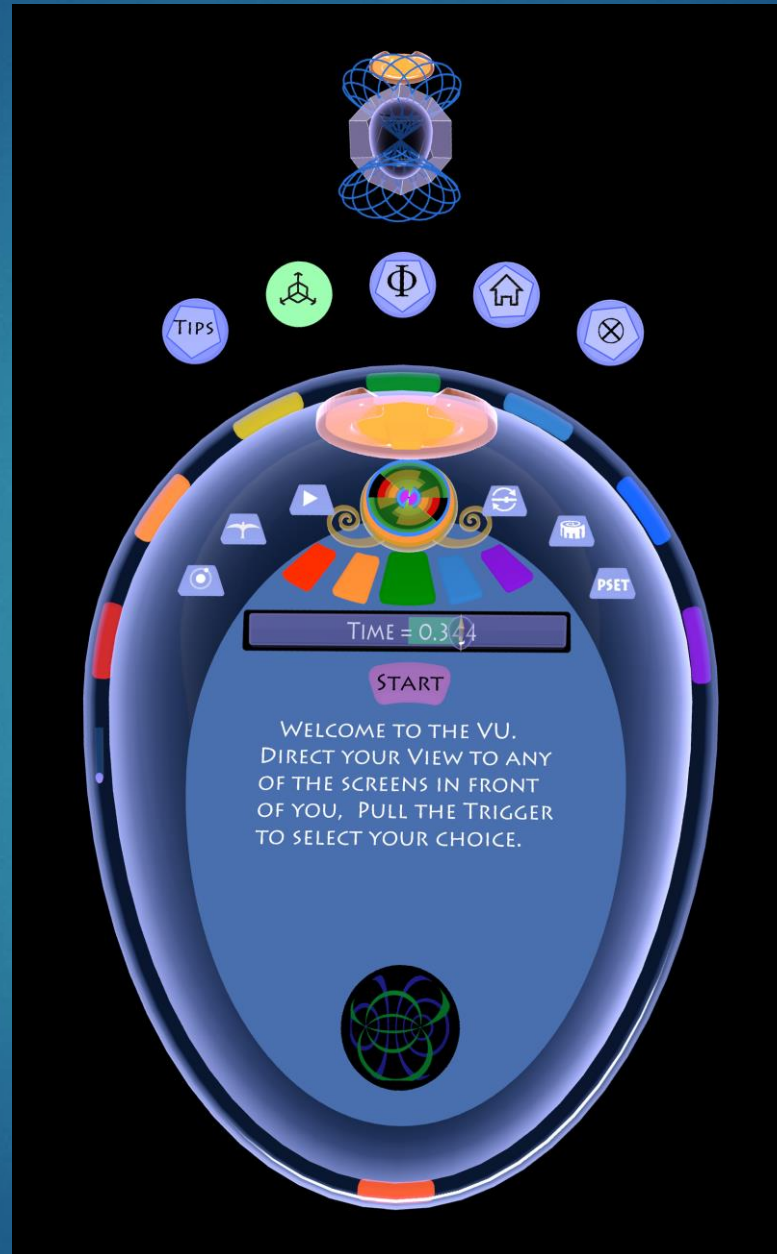 TIPS
Φ
PSET
TIME = 0.344
START
WELCOME TO THE VU.
DIRECT YOUR VIEW TO ANY
OF THE SCREENS IN FRONT
OF YOU, PULL THE TRIGGER
TO SELECT YOUR CHOICE.